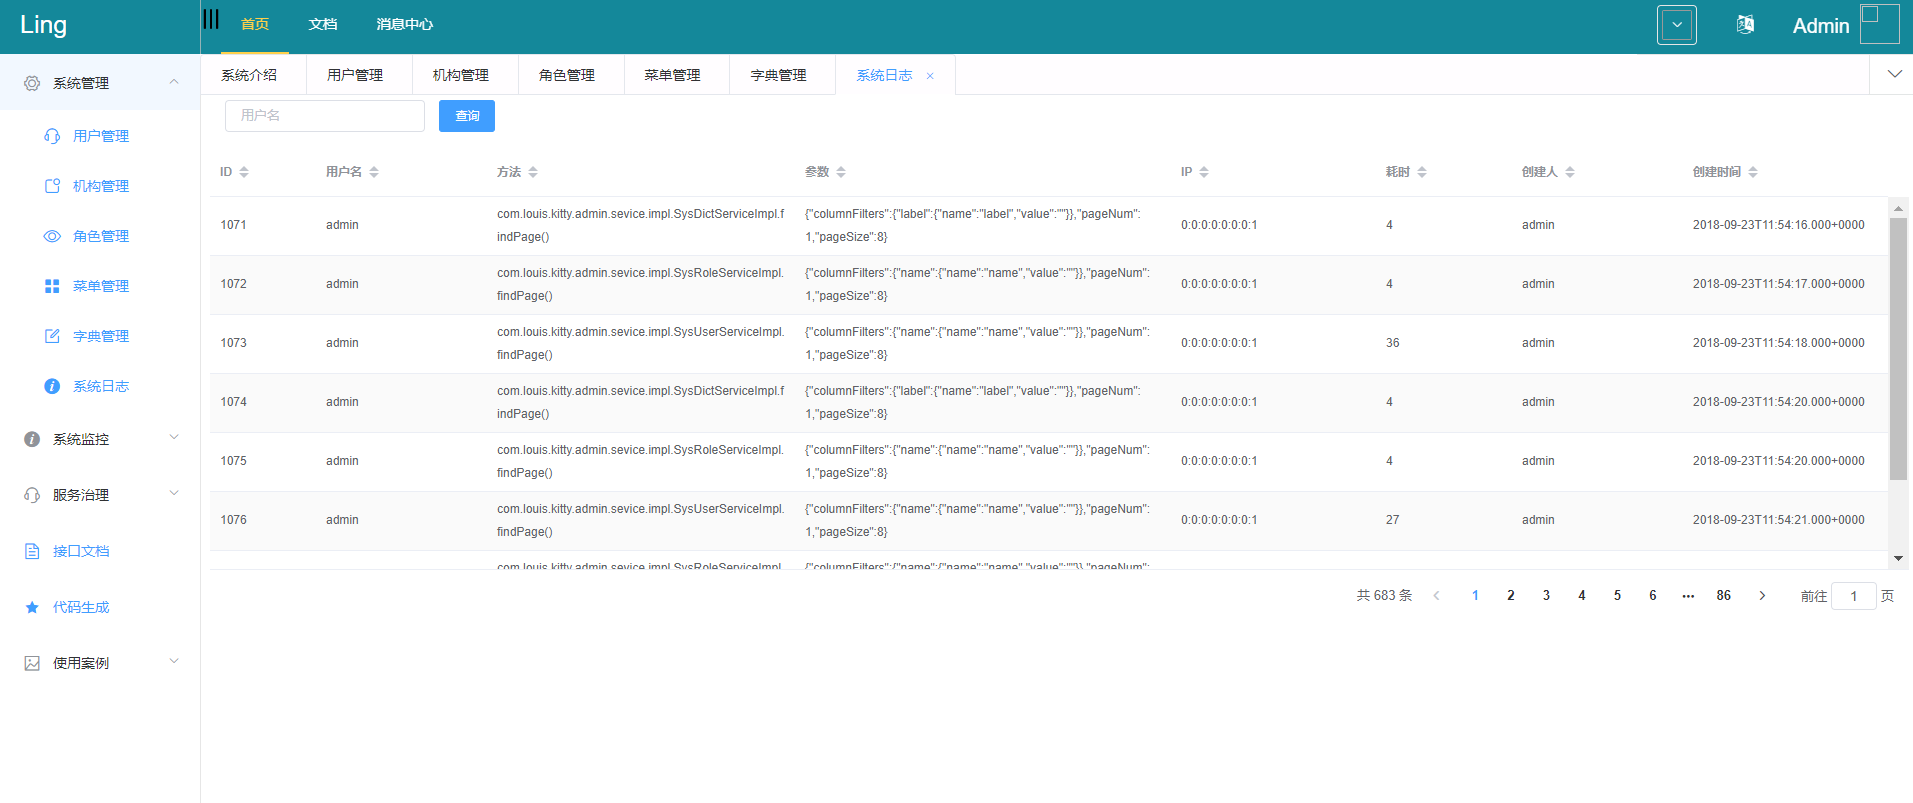 Ling
首页 文档 消息中心 Admin
系统管理
用户管理
机构管理
角色管理
菜单管理
字典管理
系统日志
系统监控
服务治理
接口文档
代码生成
使用案例
系统介绍 用户管理 机构管理 角色管理 菜单管理 字典管理 系统日志
用户名 查询
ID 用户名 方法 参数 IP 耗时 创建人 创建时间
1071 admin com.louis.kitty.admin.sevice.impl.SysDictServiceImpl.f {"columnFilters":{"label":{"name":"label","value":""}},"pageNum": 0:0:0:0:0:0:0:1 4 admin 2018-09-23T11:54:16.000+0000
indPage() 1,"pageSize":8}
1072 admin com.louis.kitty.admin.sevice.impl.SysRoleServiceImpl. {"columnFilters":{"name":{"name":"name","value":""}},"pageNum": 0:0:0:0:0:0:0:1 4 admin 2018-09-23T11:54:17.000+0000
findPage() 1,"pageSize":8}
1073 admin com.louis.kitty.admin.sevice.impl.SysUserServiceImpl. {"columnFilters":{"name":{"name":"name","value":""}},"pageNum": 0:0:0:0:0:0:0:1 36 admin 2018-09-23T11:54:18.000+0000
findPage() 1,"pageSize":8}
1074 admin com.louis.kitty.admin.sevice.impl.SysDictServiceImpl.f {"columnFilters":{"label":{"name":"label","value":""}},"pageNum": 0:0:0:0:0:0:0:1 4 admin 2018-09-23T11:54:20.000+0000
indPage() 1,"pageSize":8}
1075 admin com.louis.kitty.admin.sevice.impl.SysRoleServiceImpl. {"columnFilters":{"name":{"name":"name","value":""}},"pageNum": 0:0:0:0:0:0:0:1 4 admin 2018-09-23T11:54:20.000+0000
findPage() 1,"pageSize":8}
1076 admin com.louis.kitty.admin.sevice.impl.SysUserServiceImpl. {"columnFilters":{"name":{"name":"name","value":""}},"pageNum": 0:0:0:0:0:0:0:1 27 admin 2018-09-23T11:54:21.000+0000
findPage() 1,"pageSize":8}
com.louis.kitty.admin.sevice.impl.SysRoleServiceImpl. {"columnFilters":{"name":{"name":"name","value":""}},"pageNum":
共 683 条 1 2 3 4 5 6 ••• 86 前往 1 页